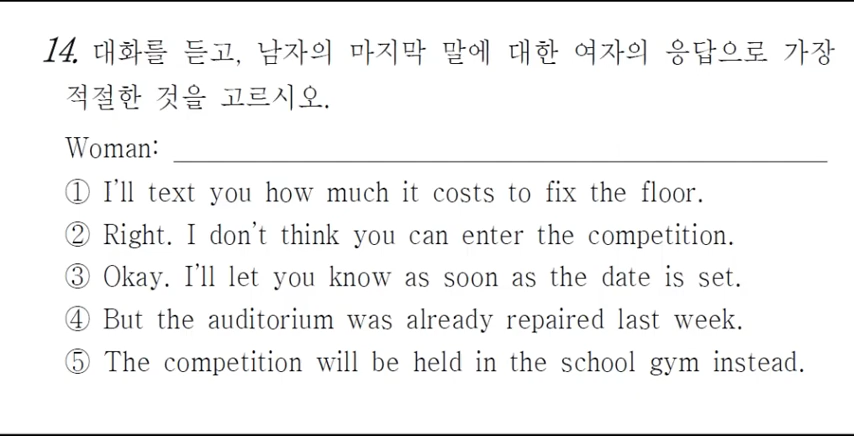 14. 대화를 듣고, 남자의 마지막 말에 대한 여자의 응답으로 가장
적절한 것을 고르시오.
Woman: 
① I'll text you how much it costs to fix the floor.
② Right. I don't think you can enter the competition.
③ Okay. I'll let you know as soon as the date is set.
④ But the auditorium was already repaired last week.
⑤ The competition will be held in the school gym instead.